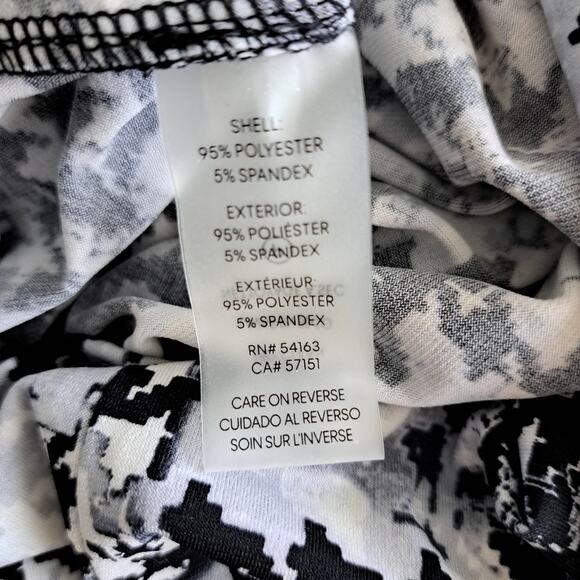 SHELL:
95% POLYESTER
5% SPANDEX
EXTERIOR:
95% POLIÉSTER
5% SPANDEX
EXTÉRIEUR:
95% POLYESTER
5% SPANDEX
RN# 54163
CA# 57151
CARE ON REVERSE
CUIDADO AL REVERSO
SOIN SUR L'INVERSE